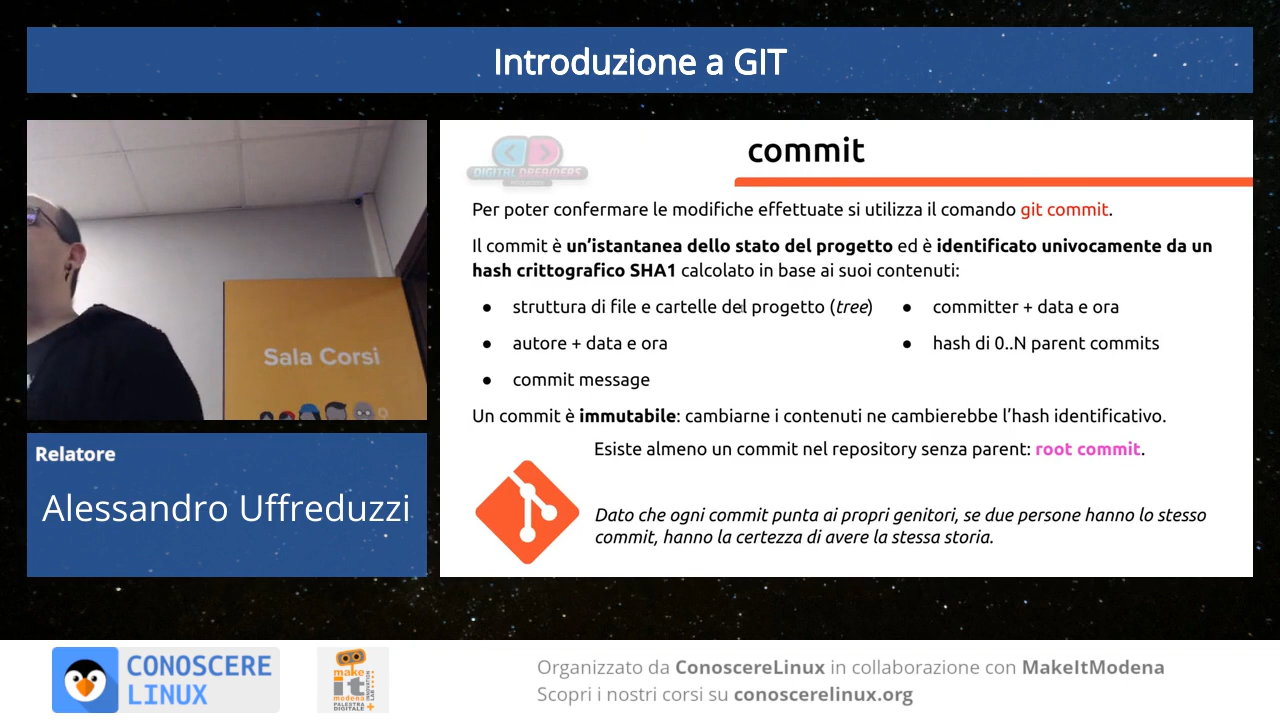 Introduzione a GIT
Sala Corsi
Relatore
Alessandro Uffreduzzi
DIGITAL DREAMERS
commit
Per poter confermare le modifiche effettuate si utilizza il comando git commit.
Il commit è un'istantanea dello stato del progetto ed è identificato univocamente da un
hash crittografico SHA1 calcolato in base ai suoi contenuti:
● struttura di file e cartelle del progetto (tree)
● autore + data e ora
● commit message
● committer + data e ora
● hash di 0..N parent commits
Un commit è immutabile: cambiarne i contenuti ne cambierebbe l'hash identificativo.
Esiste almeno un commit nel repository senza parent: root commit.
Dato che ogni commit punta ai propri genitori, se due persone hanno lo stesso
commit, hanno la certezza di avere la stessa storia.
CONOSCERE
LINUX
make
it
modena
PALESTRA
DIGITALE
INNOVATION
LAB
Organizzato da ConoscereLinux in collaborazione con MakeItModena
Scopri i nostri corsi su conoscerelinux.org